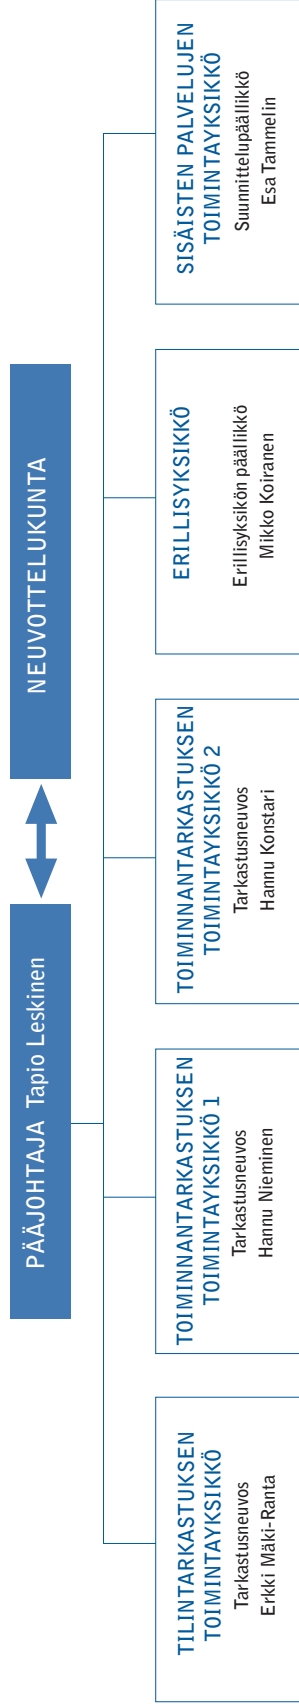 PÄÄJOHTAJA Tapio Leskinen
NEUVOTTELUKUNTA
TILINTARKASTUKSEN
TOIMINTAYKSIKKÖ
Tarkastusneuvos
Erkki Mäki-Ranta
TOIMINNANTARKASTUKSEN
TOIMINTAYKSIKKÖ 1
Tarkastusneuvos
Hannu Nieminen
TOIMINNANTARKASTUKSEN
TOIMINTAYKSIKKÖ 2
Tarkastusneuvos
Hannu Konstari
ERILLISYKSIKKÖ
Erillisyksikön päällikkö
Mikko Koiranen
SISÄISTEN PALVELUJEN
TOIMINTAYKSIKKÖ
Suunnittelupäällikkö
Esa Tammelin